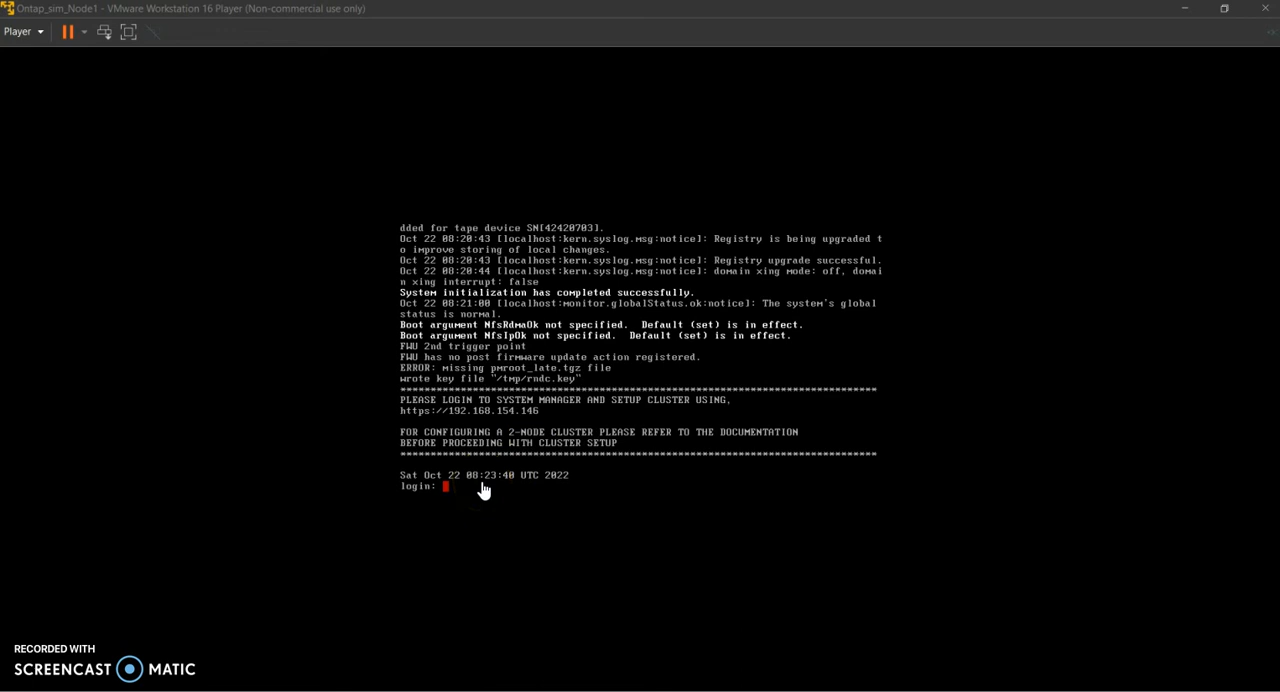 Ontap_sim_Node1 - VMware Workstation 16 Player (Non-commercial use only)
Player
dded for tape device SN[42420703].
Oct 22 08:20:43 [localhost:kern.syslog.msg:notice]: Registry is being upgraded t
o improve storing of local changes.
Oct 22 08:20:43 [localhost:kern.syslog.msg:notice]: Registry upgrade successful.
Oct 22 08:20:44 [localhost:kern.syslog.msg:notice]: domain xing mode: off, domai
n xing interrupt: false
System initialization has completed successfully.
Oct 22 08:21:00 [localhost:monitor.globalStatus.ok:notice]: The system's global
status is normal.
Boot argument NfsRdmaOk not specified.  Default (set) is in effect.
Boot argument NfsIpOk not specified.  Default (set) is in effect.
FWU 2nd trigger point
FWU has no post firmware update action registered.
ERROR: missing pmroot_late.tgz file
wrote key file "/tmp/rndc.key"
********************************************************************************
PLEASE LOGIN TO SYSTEM MANAGER AND SETUP CLUSTER USING,
https://192.168.154.146
FOR CONFIGURING A 2-NODE CLUSTER PLEASE REFER TO THE DOCUMENTATION
BEFORE PROCEEDING WITH CLUSTER SETUP
********************************************************************************
Sat Oct 22 08:23:40 UTC 2022
login:
RECORDED WITH
SCREENCAST MATIC